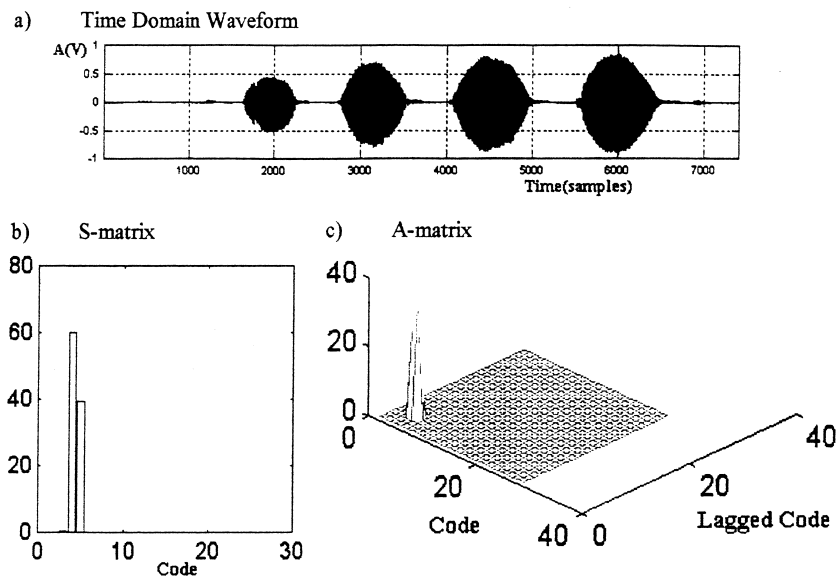 a) Time Domain Waveform
A(V)
1
0.5
0
-0.5
-1
1000 2000 3000 4000 5000 6000 7000
Time(samples)
b) S-matrix
80
60
40
20
0
0 10 20 30
Code
c) A-matrix
40
20
0
0
20
40
Code
0
20
40
Lagged Code